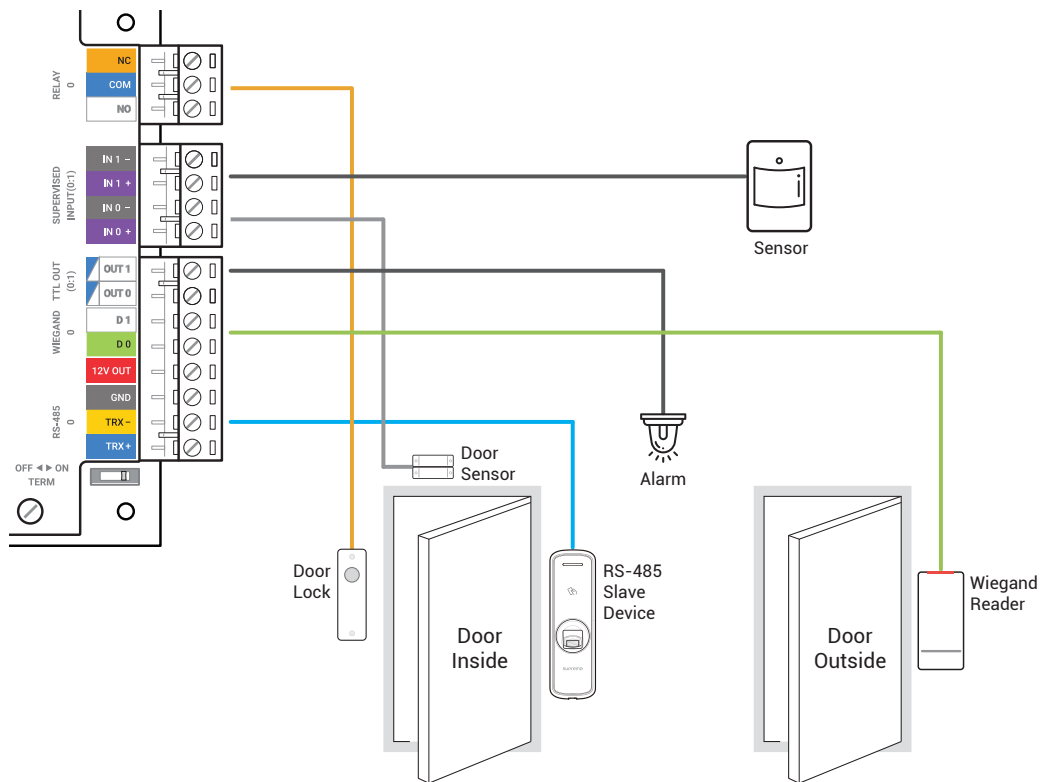 RELAY
0
NC
COM
NO
SUPERVISED
INPUT(0:1)
IN 1 −
IN 1 +
IN 0 −
IN 0 +
TTL OUT
(0:1)
OUT 1
OUT 0
WIEGAND
0
D 1
D 0
12V OUT
GND
RS-485
0
TRX −
TRX +
OFF ◄ ► ON
TERM
Sensor
Alarm
Door
Sensor
Door
Lock
Door
Inside
RS-485
Slave
Device
suprema
Door
Outside
Wiegand
Reader